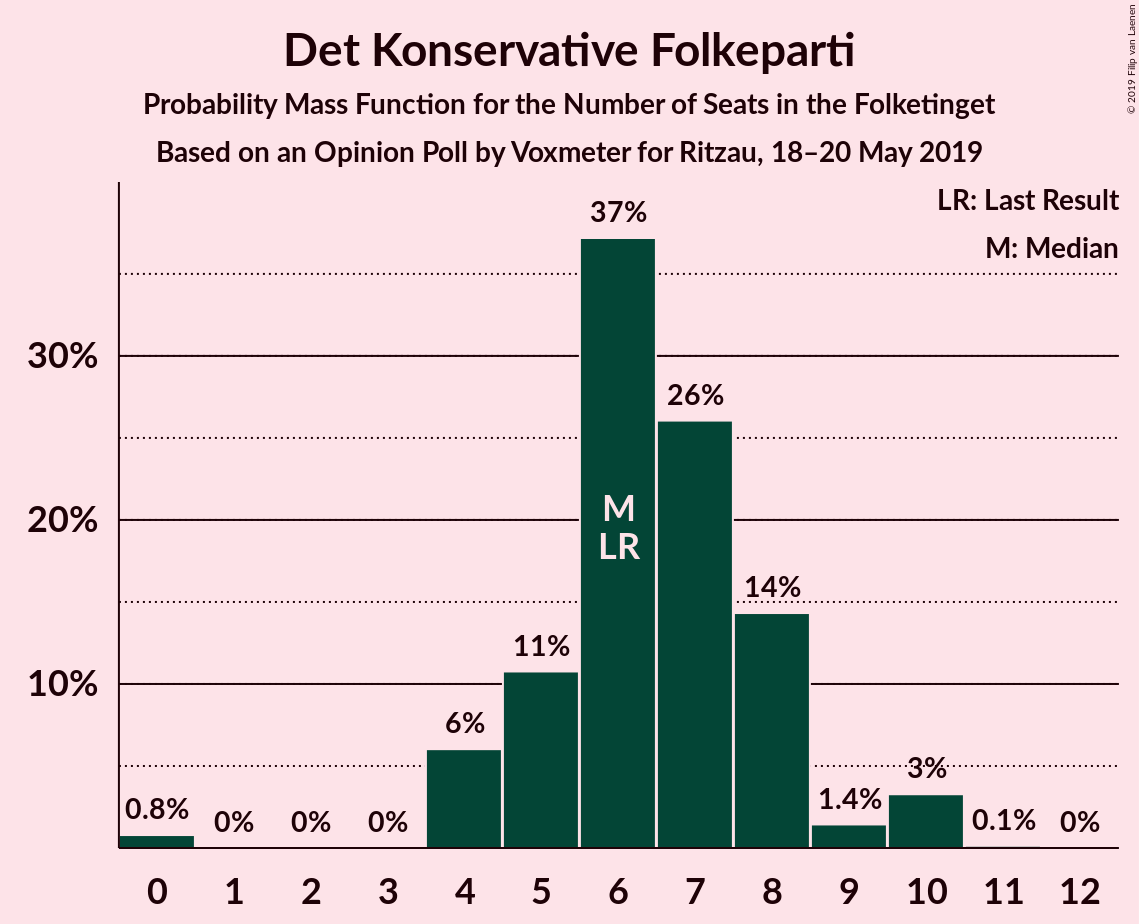 Det Konservative Folkeparti
Probability Mass Function for the Number of Seats in the Folketinget
Based on an Opinion Poll by Voxmeter for Ritzau, 18–20 May 2019
© 2019 Filip van Laenen
LR: Last Result
M: Median
37%
30%
26%
20%
M
LR
14%
11%
10%
6%
3%
1.4%
0.8%
0%
0%
0%
0.1%
0%
0 1 2 3 4 5 6 7 8 9 10 11 12